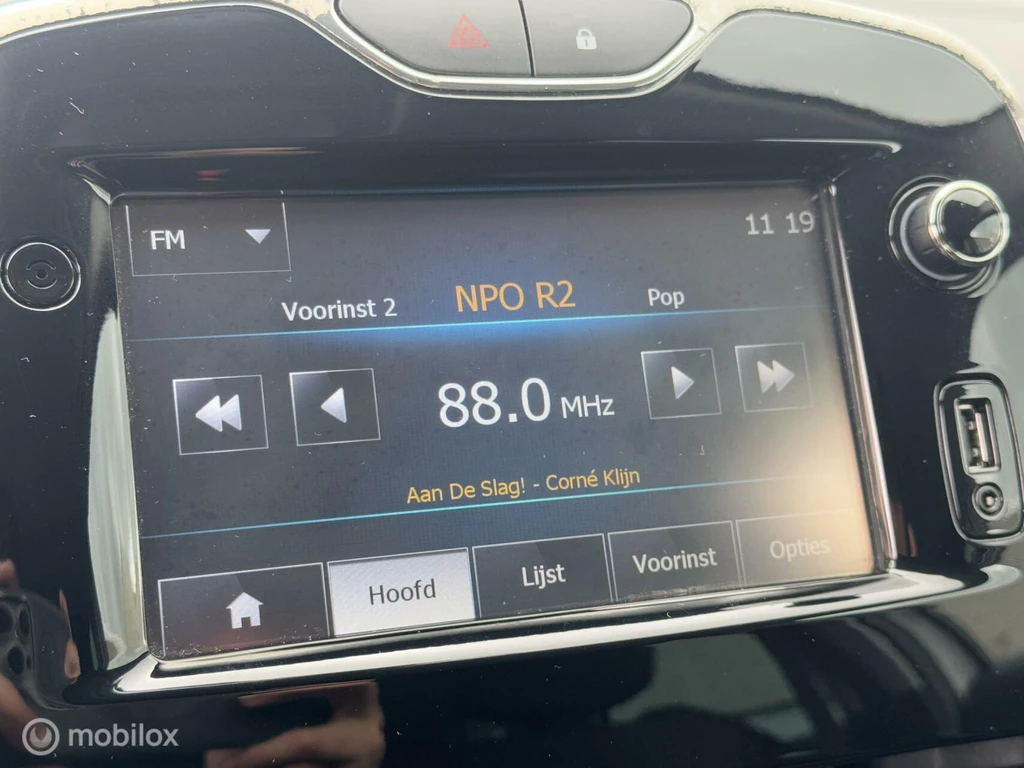 FM
11 19
Voorinst 2 NPO R2 Pop
88.0 MHz
Aan De Slag! - Corné Klijn
Hoofd Lijst Voorinst Opties
mobilox